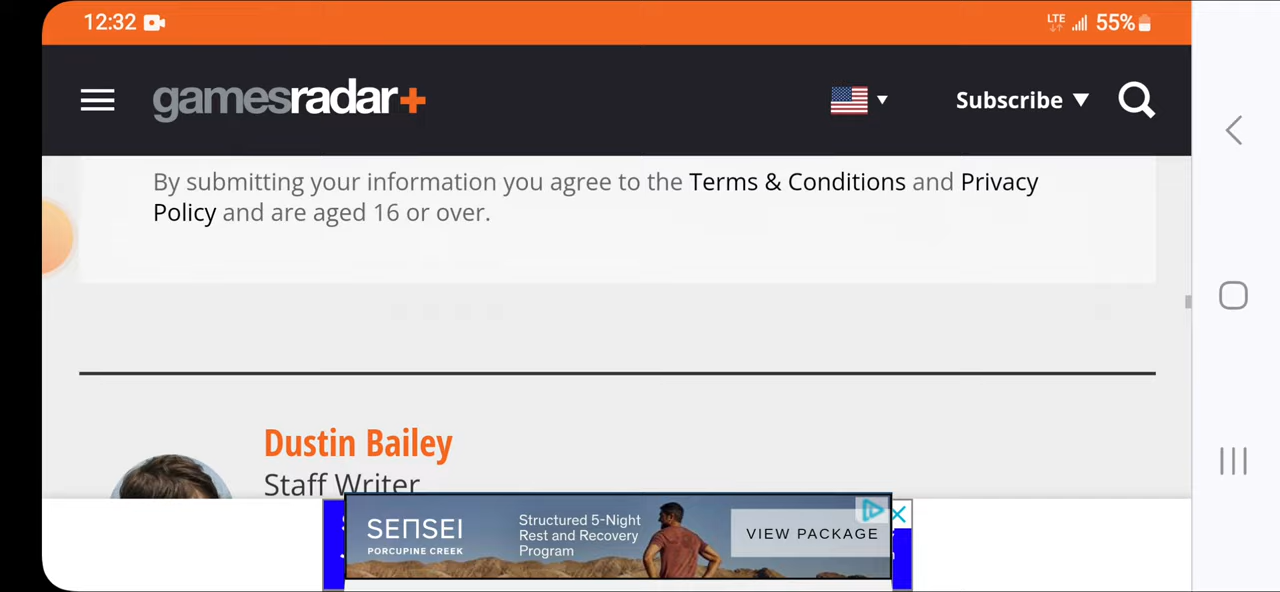 12:32
LTE
55%
gamesradar+
Subscribe
By submitting your information you agree to the Terms & Conditions and Privacy
Policy and are aged 16 or over.
Dustin Bailey
Staff Writer
SENSEI
PORCUPINE CREEK
Structured 5-Night
Rest and Recovery
Program
VIEW PACKAGE